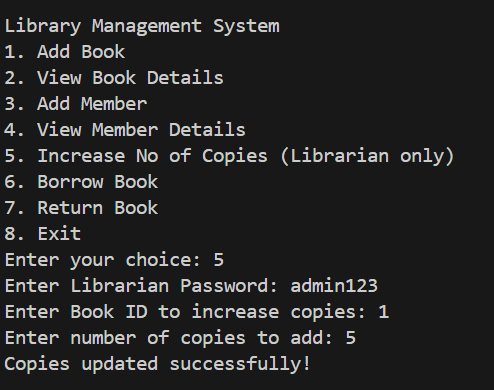 Library Management System
1. Add Book
2. View Book Details
3. Add Member
4. View Member Details
5. Increase No of Copies (Librarian only)
6. Borrow Book
7. Return Book
8. Exit
Enter your choice: 5
Enter Librarian Password: admin123
Enter Book ID to increase copies: 1
Enter number of copies to add: 5
Copies updated successfully!